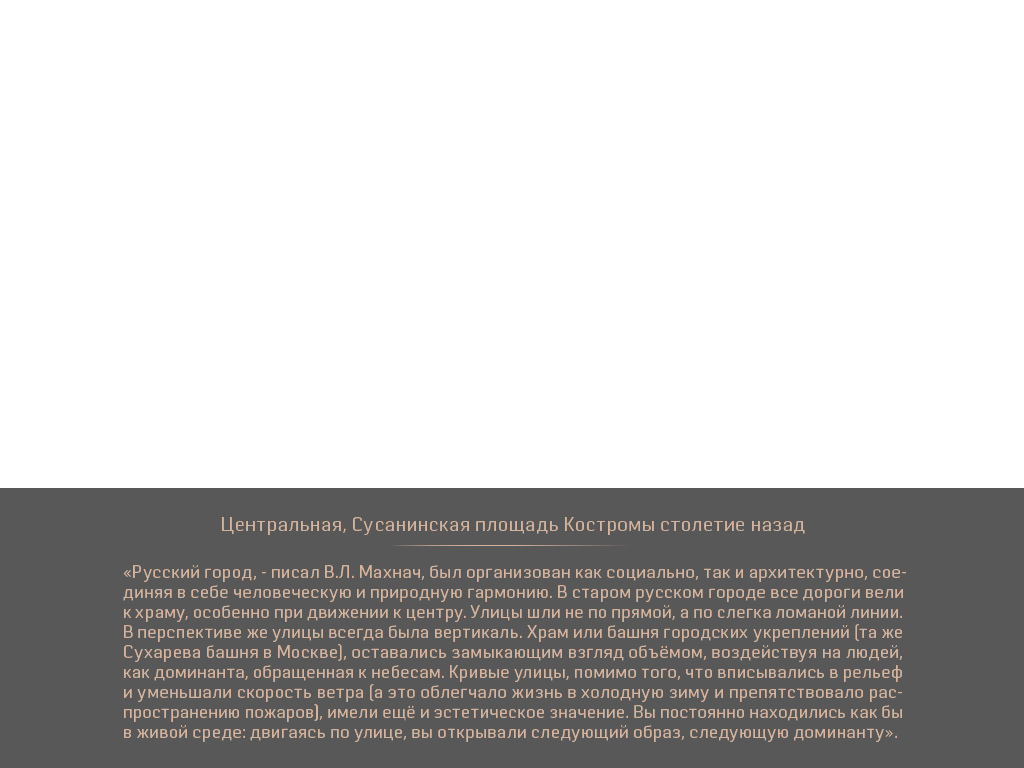 Центральная, Сусанинская площадь Костромы столетие назад
«Русский город, - писал В.Л. Махнач, был организован как социально, так и архитектурно, сое-
диняя в себе человеческую и природную гармонию. В старом русском городе все дороги вели
к храму, особенно при движении к центру. Улицы шли не по прямой, а по слегка ломаной линии.
В перспективе же улицы всегда была вертикаль. Храм или башня городских укреплений (та же
Сухарева башня в Москве), оставались замыкающим взгляд объёмом, воздействуя на людей,
как доминанта, обращенная к небесам. Кривые улицы, помимо того, что вписывались в рельеф
и уменьшали скорость ветра (а это облегчало жизнь в холодную зиму и препятствовало рас-
пространению пожаров), имели ещё и эстетическое значение. Вы постоянно находились как бы
в живой среде: двигаясь по улице, вы открывали следующий образ, следующую доминанту».